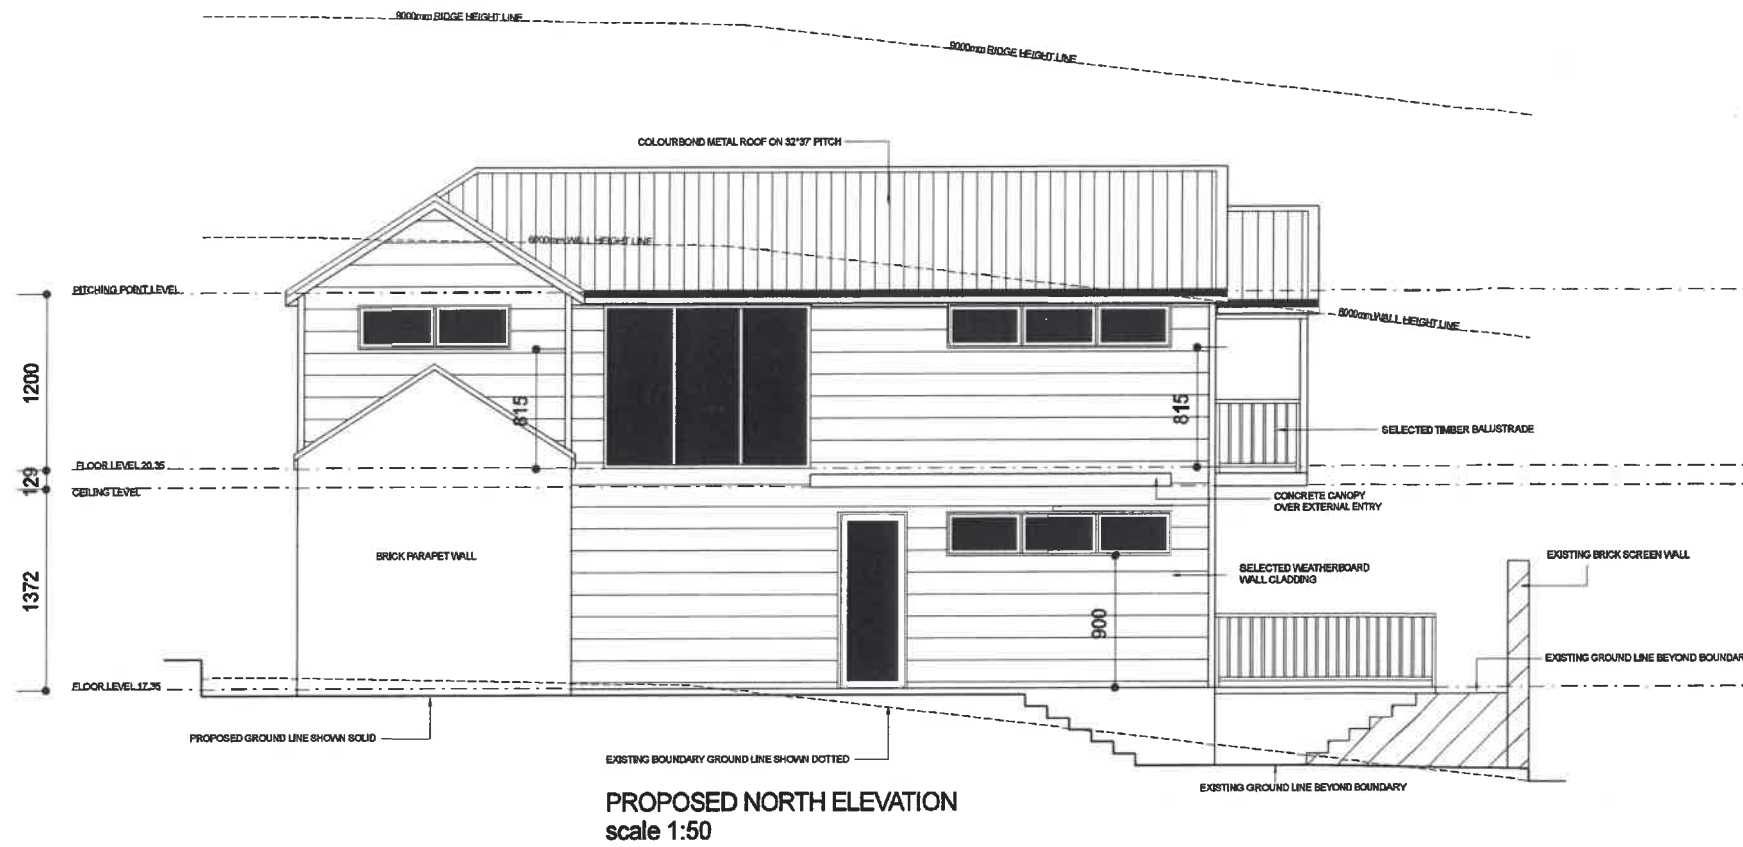 9000mm RIDGE HEIGHT LINE
9000mm RIDGE HEIGHT LINE
COLOURBOND METAL ROOF ON 32°37' PITCH
6000mm WALL HEIGHT LINE
PITCHING POINT LEVEL
6000mm WALL HEIGHT LINE
1200
815
815
SELECTED TIMBER BALUSTRADE
FLOOR LEVEL 20.35
129
CEILING LEVEL
CONCRETE CANOPY
OVER EXTERNAL ENTRY
BRICK PARAPET WALL
EXISTING BRICK SCREEN WALL
SELECTED WEATHERBOARD
WALL CLADDING
1372
900
EXISTING GROUND LINE BEYOND BOUNDAR
FLOOR LEVEL 17.35
PROPOSED GROUND LINE SHOWN SOLID
EXISTING BOUNDARY GROUND LINE SHOWN DOTTED
EXISTING GROUND LINE BEYOND BOUNDARY
PROPOSED NORTH ELEVATION
scale 1:50